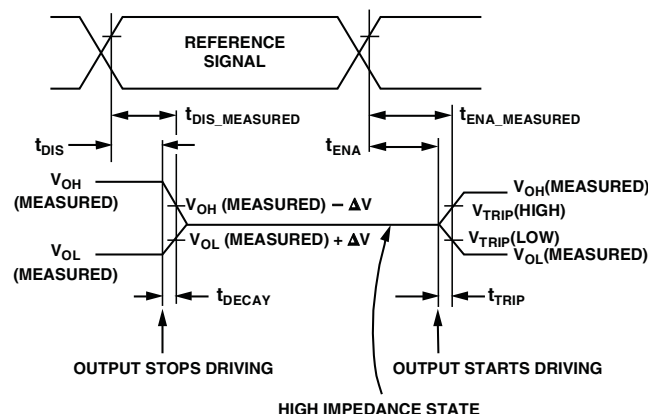 REFERENCE
SIGNAL
tDIS_MEASURED
tENA_MEASURED
tDIS
tENA
VOH
(MEASURED)
VOH (MEASURED) – ΔV
VOH(MEASURED)
VTRIP(HIGH)
VOL
(MEASURED)
VOL (MEASURED) + ΔV
VTRIP(LOW)
VOL(MEASURED)
tDECAY
tTRIP
OUTPUT STOPS DRIVING
OUTPUT STARTS DRIVING
HIGH IMPEDANCE STATE